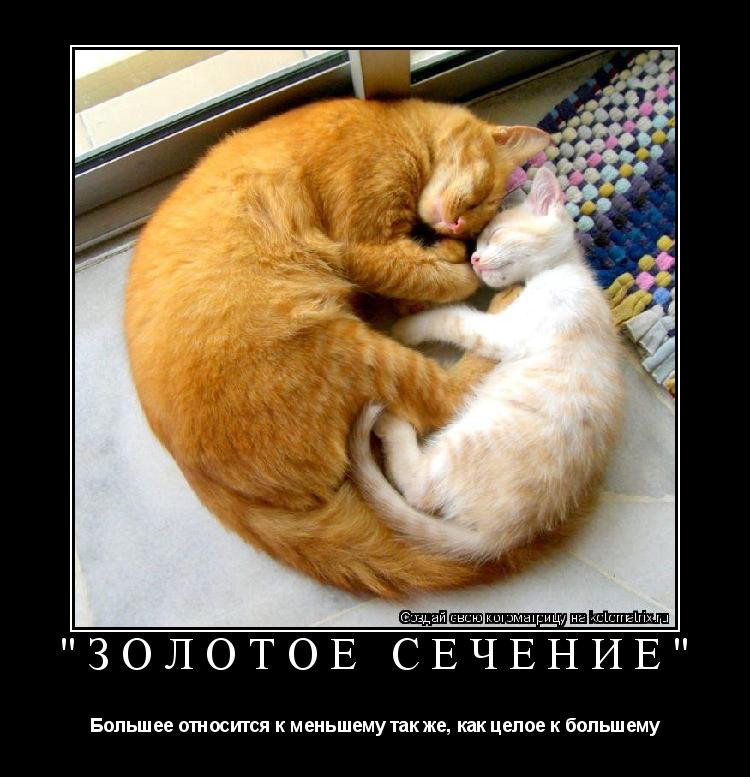 Создай свою котоматрицу на kotomatrix.ru
"ЗОЛОТОЕ СЕЧЕНИЕ"
Большее относится к меньшему так же, как целое к большему